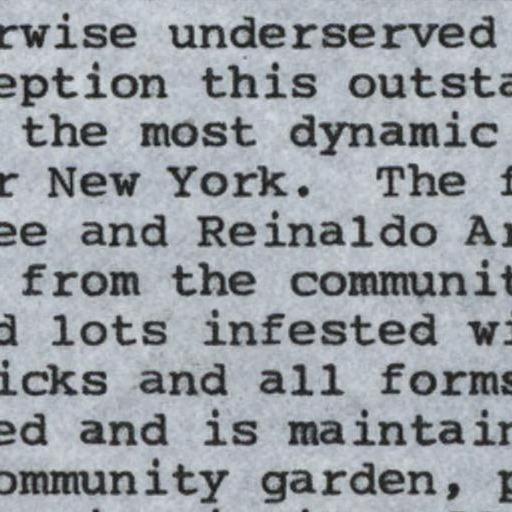 rwise underserved
eption this outsta
the most dynamic
r New York. The f
ee and Reinaldo Ar
from the communit
d lots infested wi
icks and all forms
ed and is maintain
ommunity garden, p